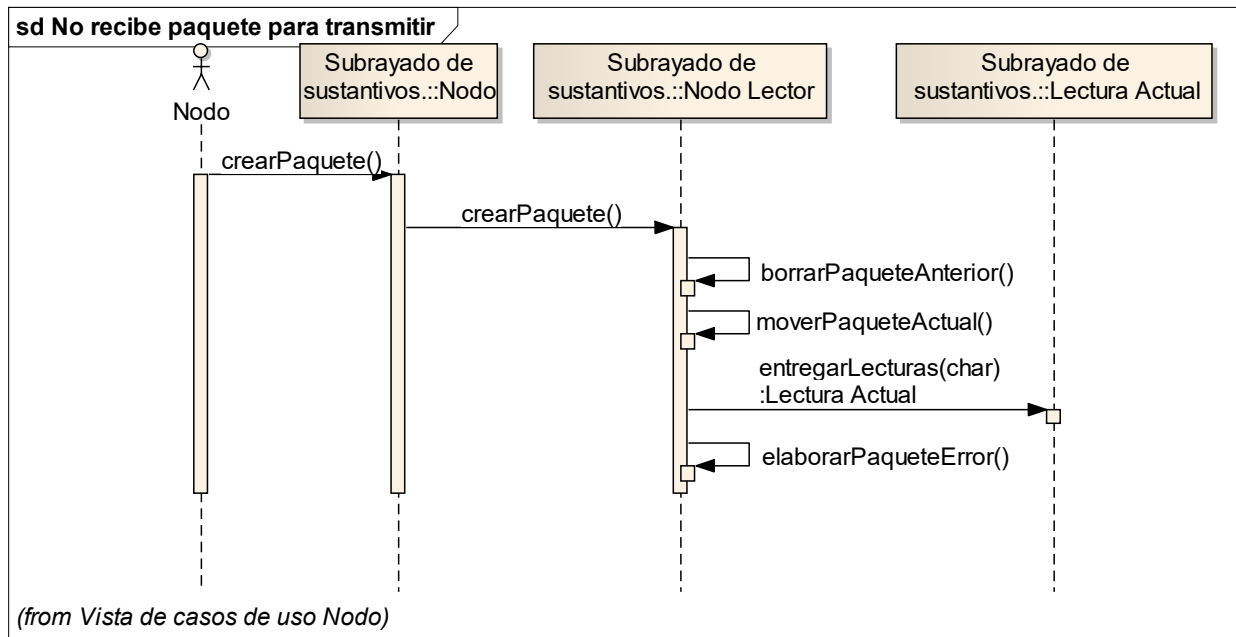 sd No recibe paquete para transmitir
Nodo
Subrayado de
sustantivos.::Nodo
Subrayado de
sustantivos.::Nodo Lector
Subrayado de
sustantivos.::Lectura Actual
crearPaquete()
crearPaquete()
borrarPaqueteAnterior()
moverPaqueteActual()
entregarLecturas(char)
:Lectura Actual
elaborarPaqueteError()
(from Vista de casos de uso Nodo)